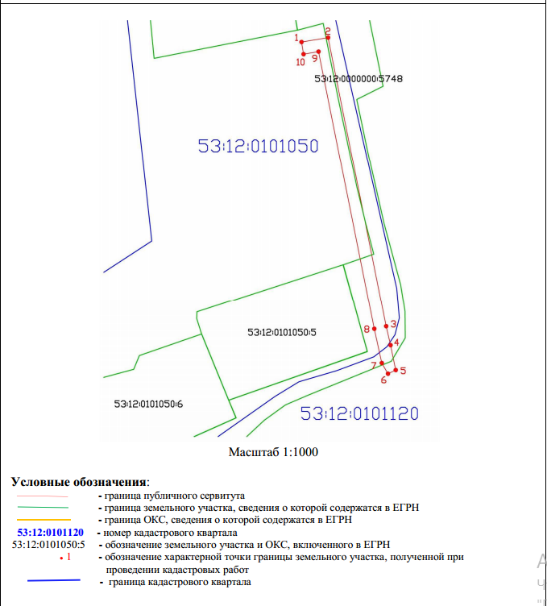 1
2
10
9
53:12:0000000:5748
53:12:0101050
3
8
53:12:0101050:5
4
7
5
6
53:12:0101050:6
53:12:0101120
Масштаб 1:1000
Условные обозначения:
- граница публичного сервитута
- граница земельного участка, сведения о которой содержатся в ЕГРН
- граница ОКС, сведения о которой содержатся в ЕГРН
53:12:0101120 - номер кадастрового квартала
53:12:0101050:5 - обозначение земельного участка и ОКС, включенного в ЕГРН
• 1 - обозначение характерной точки границы земельного участка, полученной при
проведении кадастровых работ
- граница кадастрового квартала